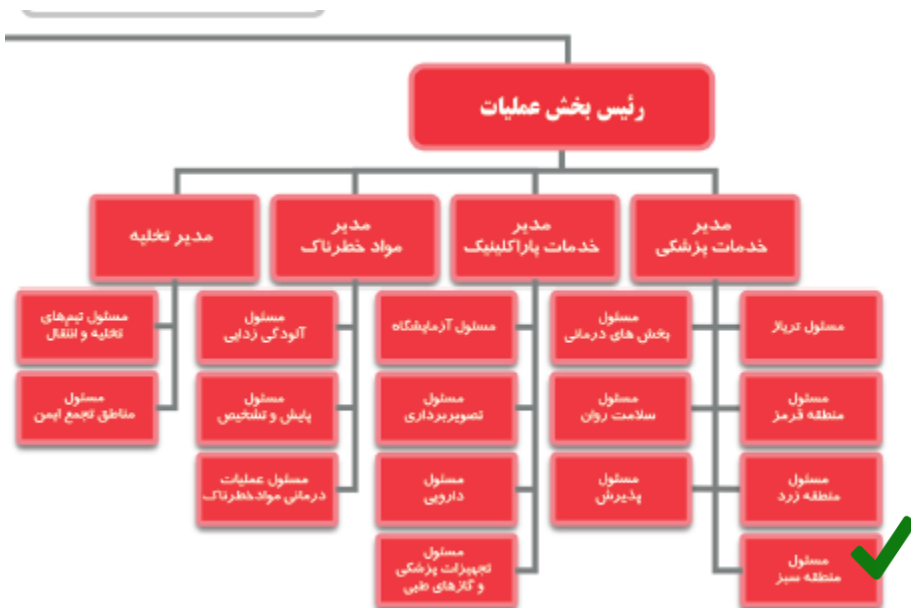 رئیس بخش عملیات
مدیر
خدمات پزشکی
مدیر
خدمات پاراکلینیک
مدیر
مواد خطرناک
مدیر تخلیه
مسئول تریاژ
مسئول
منطقه قرمز
مسئول
منطقه زرد
مسئول
منطقه سبز
مسئول
بخش های درمانی
مسئول
سلامت روان
مسئول
پذیرش
مسئول آزمایشگاه
مسئول
تصویربرداری
مسئول
دارویی
مسئول
تجهیزات پزشکی
و گازهای طبی
مسئول
آلودگی زدایی
مسئول
پایش و تشخیص
مسئول عملیات
درمانی موادخطرناک
مسئول تیم‌های
تخلیه و انتقال
مسئول
مناطق تجمع ایمن